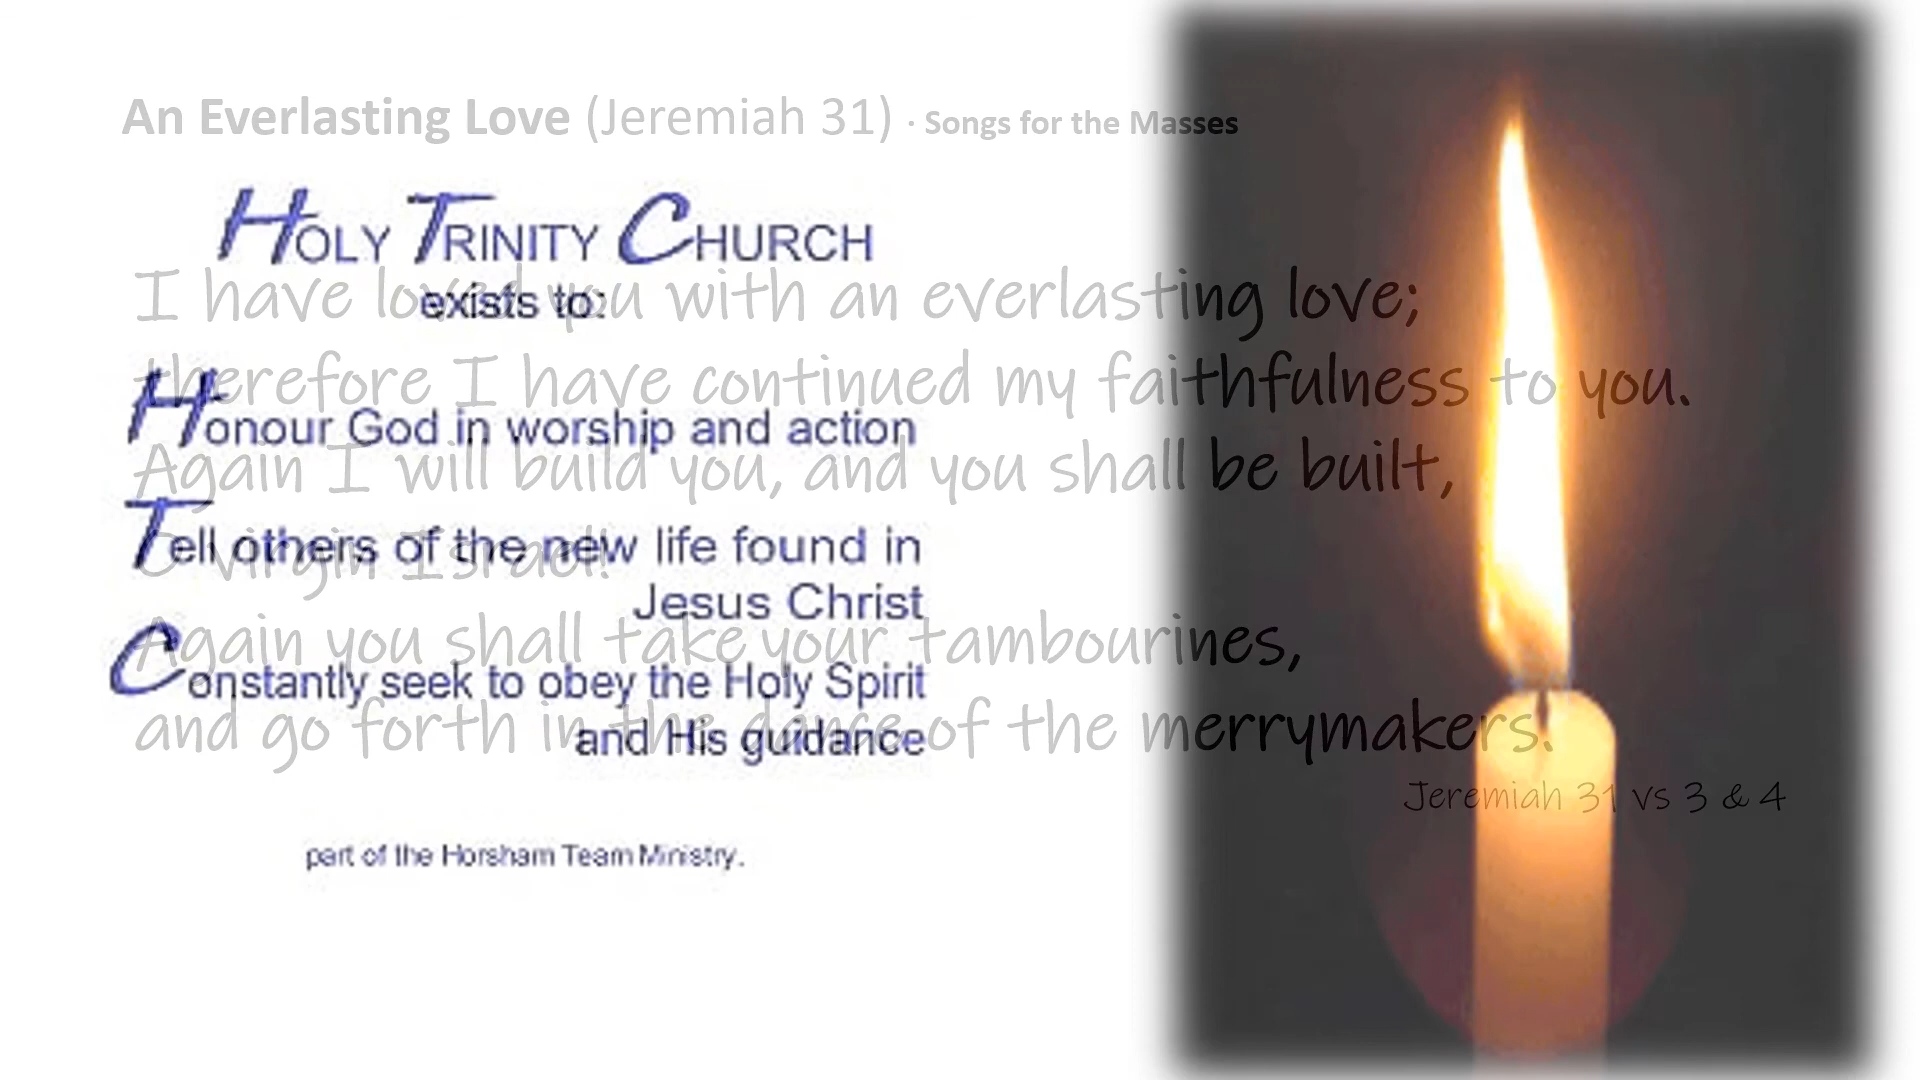 An Everlasting Love (Jeremiah 31) · Songs for the Masses
HOLY TRINITY CHURCH
exists to:
I have loved you with an everlasting love;
therefore I have continued my faithfulness to you.
Honour God in worship and action
Again I will build you, and you shall be built,
Tell others of the new life found in
O Virgin Israel!
Jesus Christ
Again you shall take your tambourines,
Constantly seek to obey the Holy Spirit
and go forth in the dance of the merrymakers.
and His guidance
Jeremiah 31 vs 3 & 4
part of the Horsham Team Ministry.